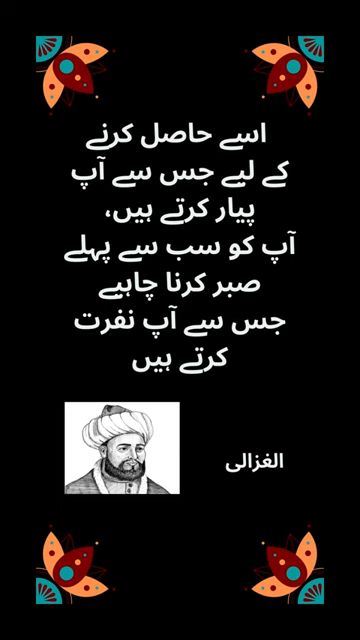 اسے حاصل کرنے
کے لیے جس سے آپ
پیار کرتے ہیں،
آپ کو سب سے پہلے
صبر کرنا چاہیے
جس سے آپ نفرت
کرتے ہیں
الغزالی